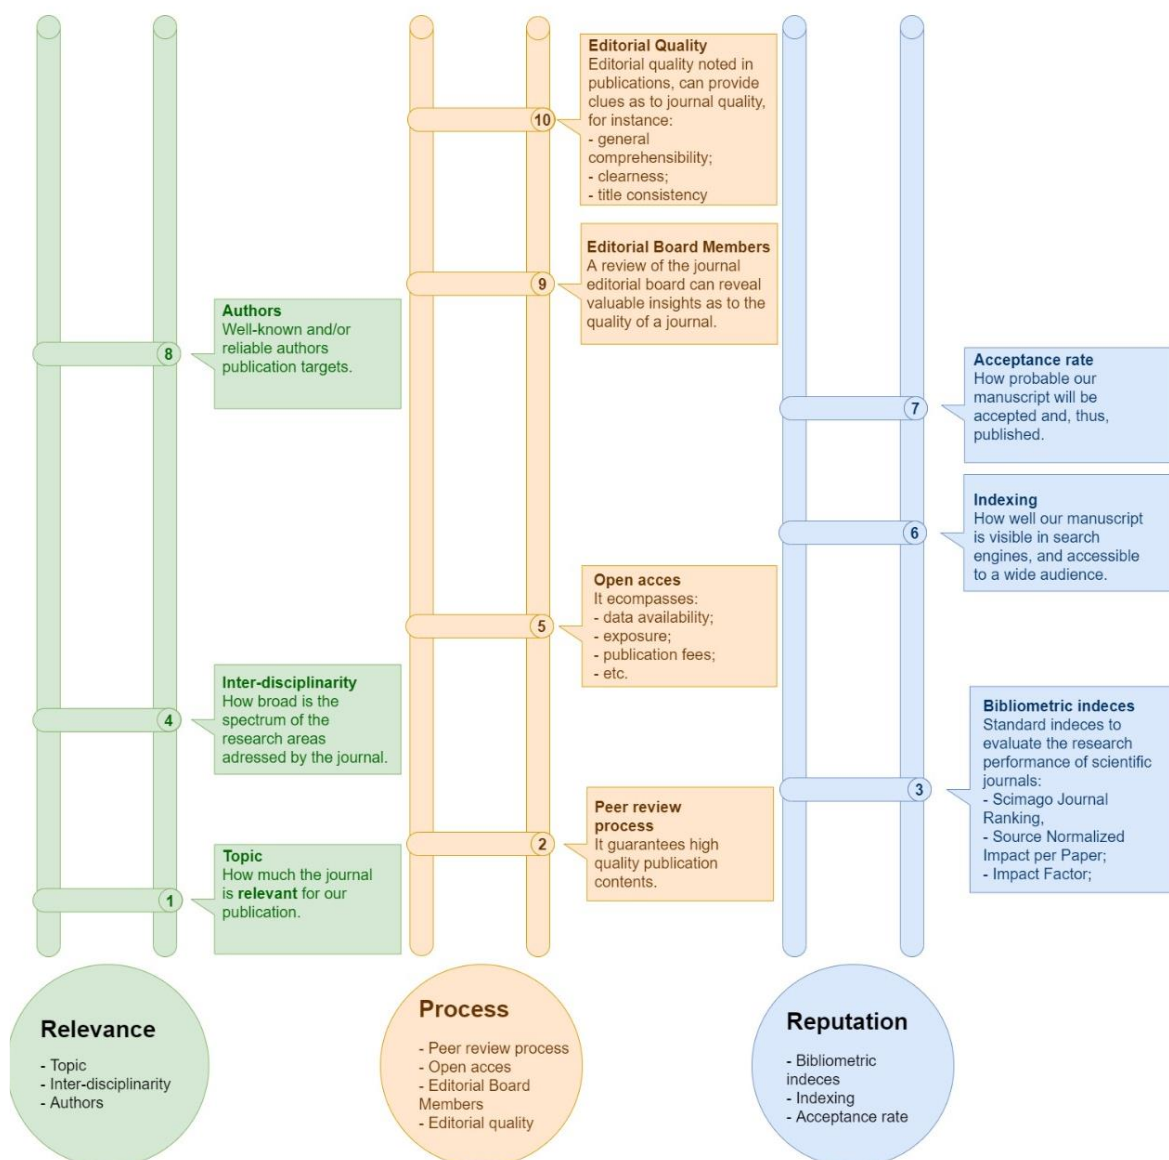 Editorial Quality
Editorial quality noted in
publications, can provide
clues as to journal quality,
for instance:
- general
comprehensibility;
- clearness;
- title consistency
10
Editorial Board Members
A review of the journal
editorial board can reveal
valuable insights as to the
quality of a journal.
9
Authors
Well-known and/or
reliable authors
publication targets.
8
Acceptance rate
How probable our
manuscript will be
accepted and, thus,
published.
7
Indexing
How well our manuscript
is visible in search
engines, and accessible
to a wide audience.
6
Open acces
It ecompasses:
- data availability;
- exposure;
- publication fees;
- etc.
5
Inter-disciplinarity
How broad is the
spectrum of the
research areas
adressed by the journal.
4
Bibliometric indeces
Standard indeces to
evaluate the research
performance of scientific
journals:
- Scimago Journal
Ranking,
- Source Normalized
Impact per Paper;
- Impact Factor;
3
Peer review
process
It guarantees high
quality publication
contents.
2
Topic
How much the journal
is relevant for our
publication.
1
Relevance
- Topic
- Inter-disciplinarity
- Authors
Process
- Peer review process
- Open acces
- Editorial Board
Members
- Editorial quality
Reputation
- Bibliometric
indeces
- Indexing
- Acceptance rate